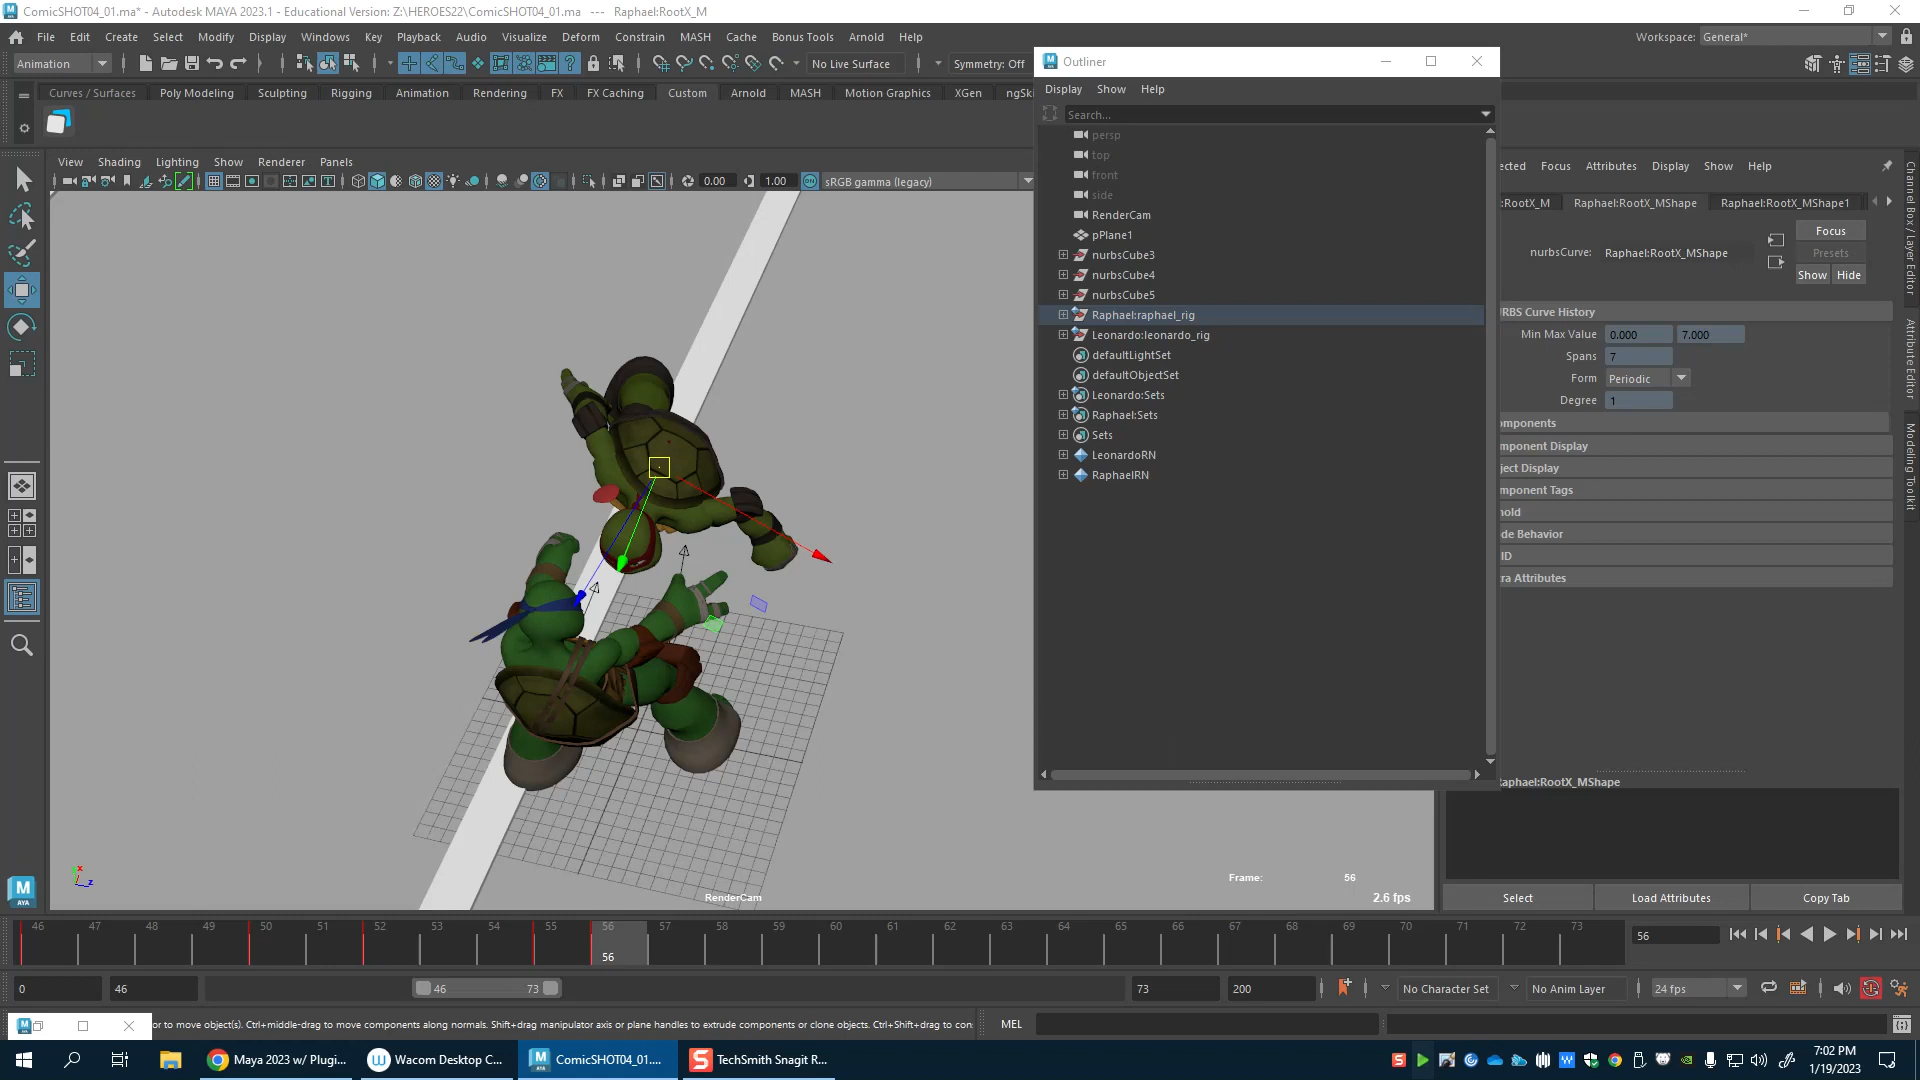 ComicSHOT04_01.ma* - Autodesk MAYA 2023.1 - Educational Version: Z:\HEROES22\ComicSHOT04_01.ma   ---   Raphael:RootX_M
File Edit Create Select Modify Display Windows Key Playback Audio Visualize Deform Constrain MASH Cache Bonus Tools Arnold Help
Workspace: General*
Animation
No Live Surface
Symmetry: Off
Curves / Surfaces Poly Modeling Sculpting Rigging Animation Rendering FX FX Caching Custom Arnold MASH Motion Graphics XGen ngSki
View Shading Lighting Show Renderer Panels
0.00 1.00 sRGB gamma (legacy)
Outliner
Display Show Help
Search...
persp
top
front
side
RenderCam
pPlane1
nurbsCube3
nurbsCube4
nurbsCube5
Raphael:raphael_rig
Leonardo:leonardo_rig
defaultLightSet
defaultObjectSet
Leonardo:Sets
Raphael:Sets
Sets
LeonardoRN
RaphaelRN
ected Focus Attributes Display Show Help
:RootX_M Raphael:RootX_MShape Raphael:RootX_MShape1
Focus
nurbsCurve: Raphael:RootX_MShape
Presets
Show Hide
RBS Curve History
Min Max Value 0.000 7.000
Spans 7
Form Periodic
Degree 1
mponents
mponent Display
ject Display
mponent Tags
nold
de Behavior
ID
tra Attributes
Channel Box / Layer Editor
Attribute Editor
Modeling Toolkit
aphael:RootX_MShape
Select Load Attributes Copy Tab
Frame: 56
2.6 fps
RenderCam
x
z
M
AYA
46 47 48 49 50 51 52 53 54 55 56 57 58 59 60 61 62 63 64 65 66 67 68 69 70 71 72 73
56
56
0 46 46 73 73 200 No Character Set No Anim Layer 24 fps
or to move object(s). Ctrl+middle-drag to move components along normals. Shift+drag manipulator axis or plane handles to extrude components or clone objects. Ctrl+Shift+drag to con
MEL
Maya 2023 w/ Plugi... Wacom Desktop C... ComicSHOT04_01.... TechSmith Snagit R...
7:02 PM
1/19/2023